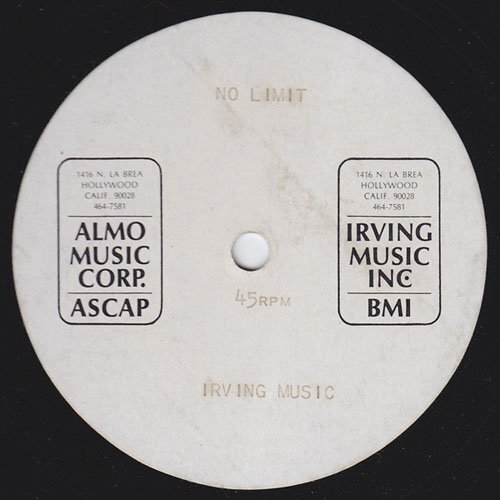 NO LIMIT
1416 N. LA BREA
HOLLYWOOD
CALIF. 90028
464-7581
ALMO
MUSIC
CORP.
ASCAP
1416 N. LA BREA
HOLLYWOOD
CALIF. 90028
464-7581
IRVING
MUSIC
INC
BMI
45RPM
IRVING MUSIC